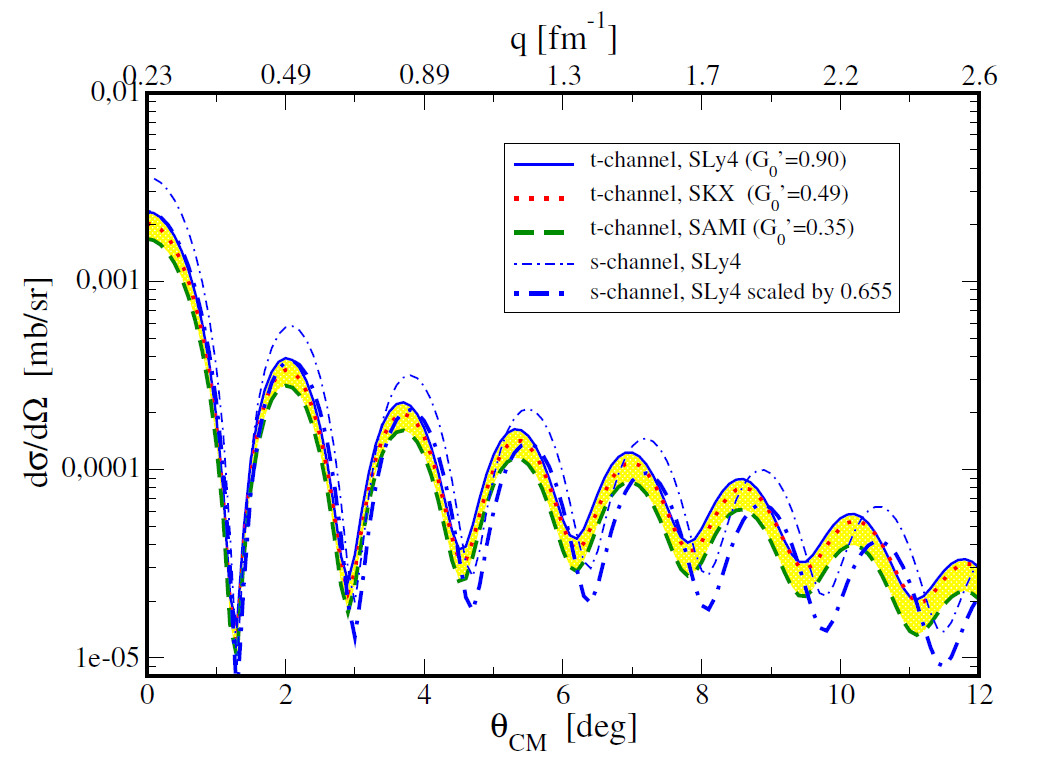 q [fm-1]
0.23 0.49 0.89 1.3 1.7 2.2 2.6
0,01
0,001
0,0001
1e-05
dσ/dΩ [mb/sr]
t-channel, SLy4 (G0’=0.90)
t-channel, SKX (G0’=0.49)
t-channel, SAMI (G0’=0.35)
s-channel, SLy4
s-channel, SLy4 scaled by 0.655
0 2 4 6 8 10 12
θCM [deg]